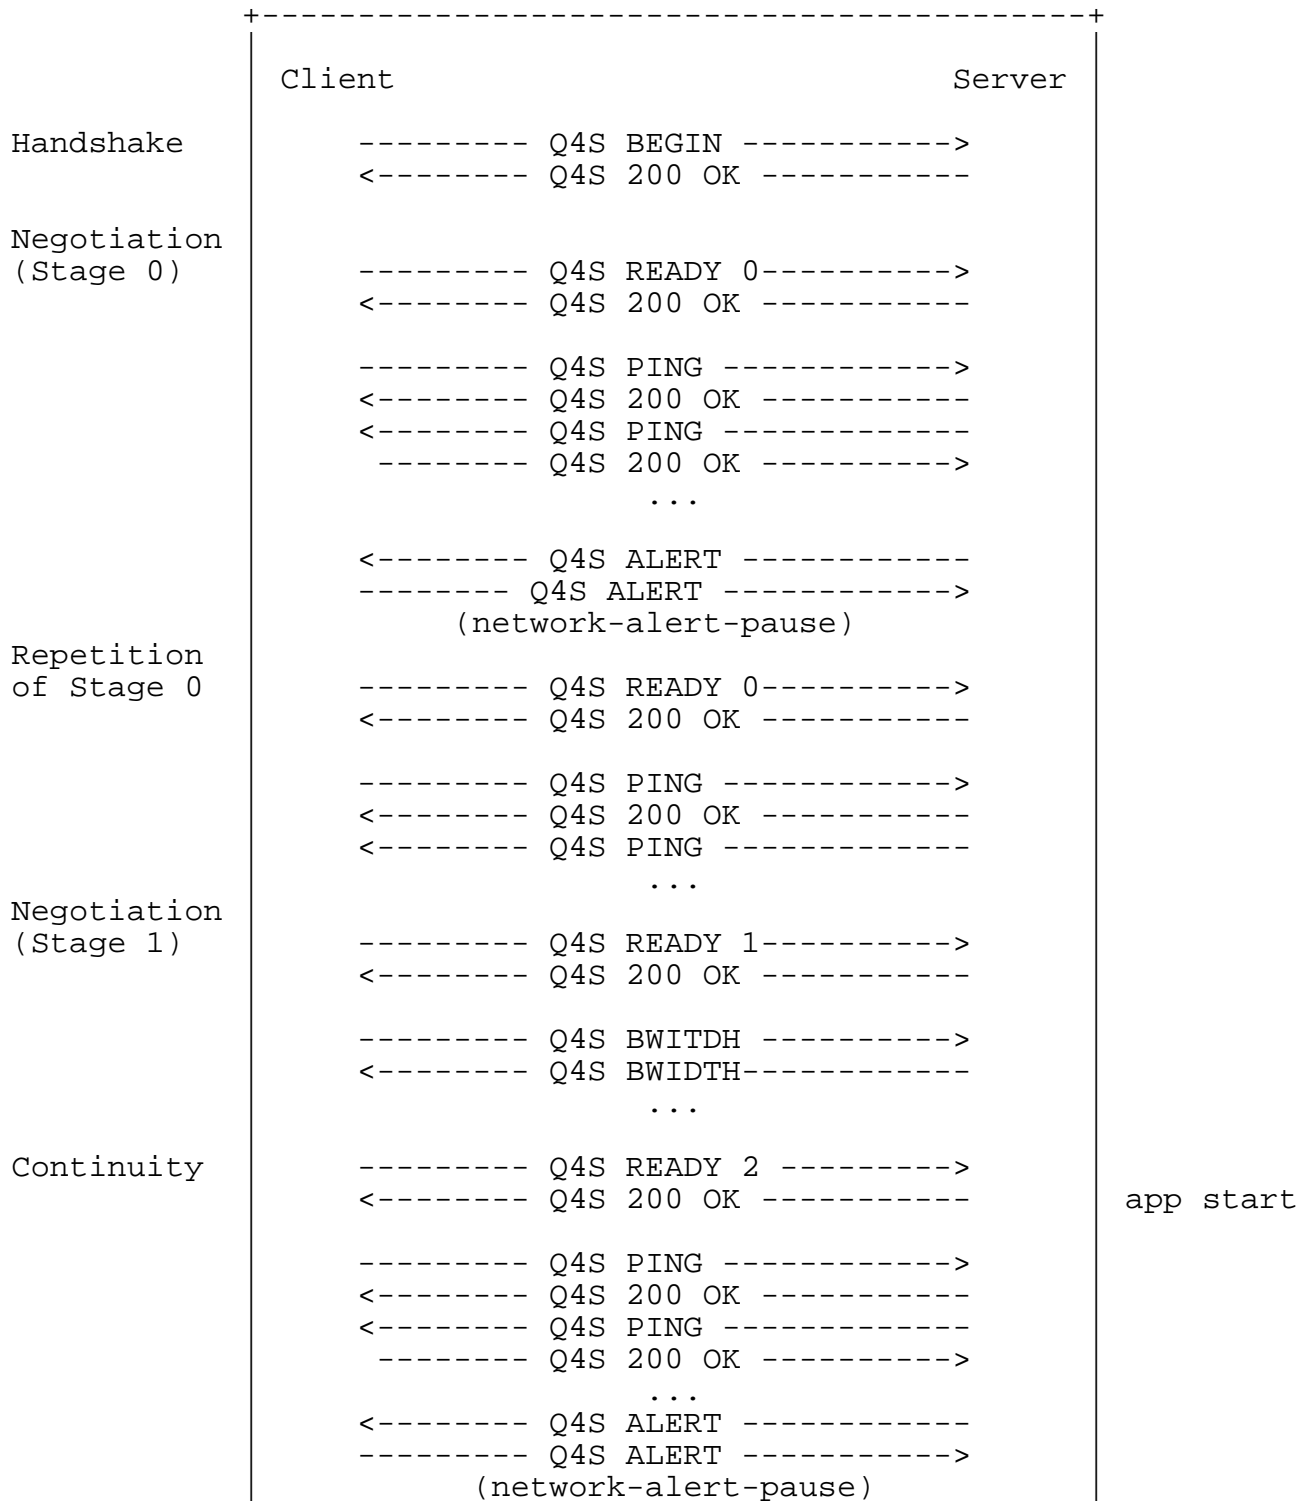 +------------------------------------------+
Client Server
Handshake --------- Q4S BEGIN ----------->
<-------- Q4S 200 OK -----------
Negotiation
(Stage 0) --------- Q4S READY 0---------->
<-------- Q4S 200 OK -----------
--------- Q4S PING ------------>
<-------- Q4S 200 OK -----------
<-------- Q4S PING -------------
-------- Q4S 200 OK ---------->
...
<-------- Q4S ALERT ------------
-------- Q4S ALERT ------------>
(network-alert-pause)
Repetition
of Stage 0 --------- Q4S READY 0---------->
<-------- Q4S 200 OK -----------
--------- Q4S PING ------------>
<-------- Q4S 200 OK -----------
<-------- Q4S PING -------------
...
Negotiation
(Stage 1) --------- Q4S READY 1---------->
<-------- Q4S 200 OK -----------
--------- Q4S BWITDH ---------->
<-------- Q4S BWIDTH------------
...
Continuity --------- Q4S READY 2 --------->
<-------- Q4S 200 OK ----------- app start
--------- Q4S PING ------------>
<-------- Q4S 200 OK -----------
<-------- Q4S PING -------------
-------- Q4S 200 OK ---------->
...
<-------- Q4S ALERT ------------
--------- Q4S ALERT ----------->
(network-alert-pause)